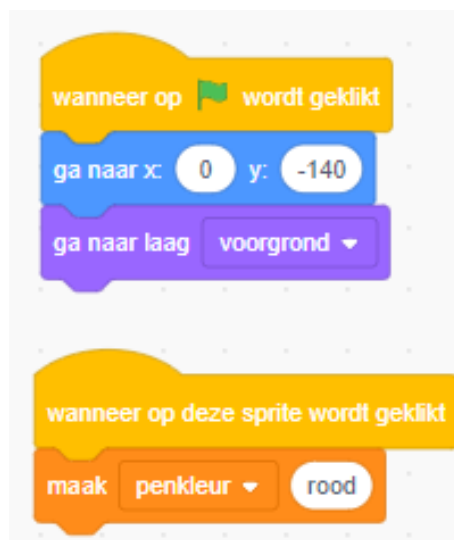 wanneer op wordt geklikt
ga naar x: 0 y: -140
ga naar laag voorgrond
wanneer op deze sprite wordt geklikt
maak penkleur rood